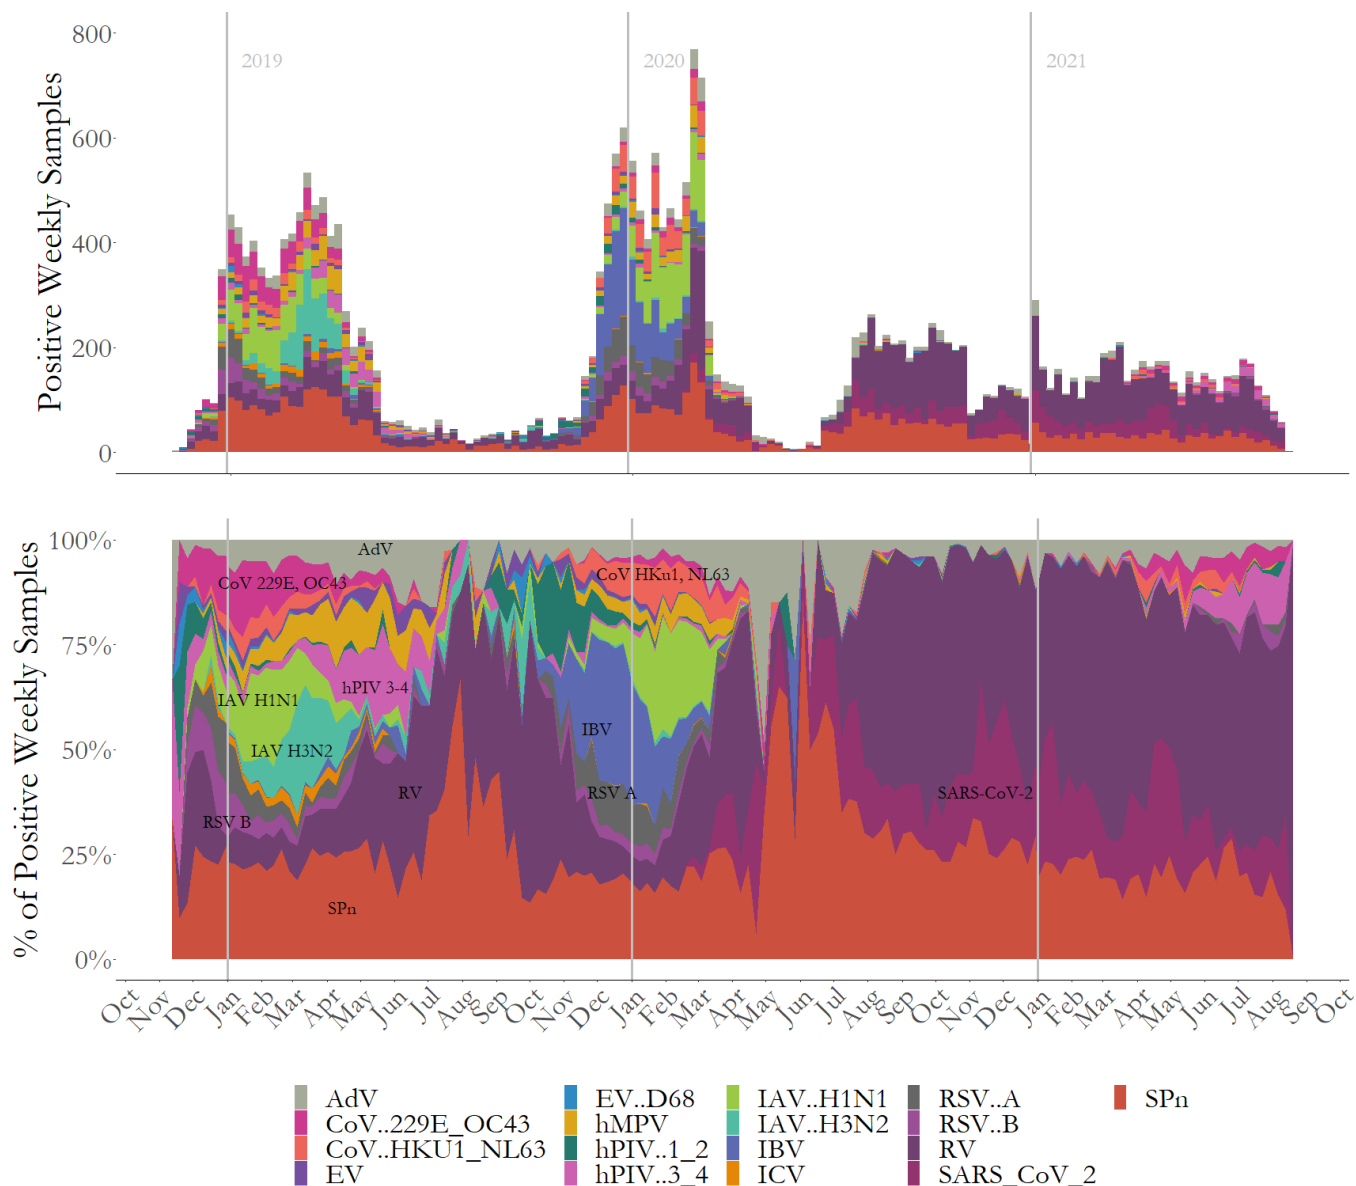 Positive Weekly Samples
800
600
400
200
0
2019
2020
2021
% of Positive Weekly Samples
100%
75%
50%
25%
0%
AdV
CoV 229E, OC43
CoV HKu1, NL63
IAV H1N1
hPIV 3-4
IAV H3N2
IBV
RSV B
RV
RSV A
SARS-CoV-2
SPn
Oct Nov Dec Jan Feb Mar Apr May Jun Jul Aug Sep Oct Nov Dec Jan Feb Mar Apr May Jun Jul Aug Sep Oct Nov Dec Jan Feb Mar Apr May Jun Jul Aug Sep Oct
AdV EV..D68 IAV..H1N1 RSV..A SPn
CoV..229E_OC43 hMPV IAV..H3N2 RSV..B
CoV..HKU1_NL63 hPIV..1_2 IBV RV
EV hPIV..3_4 ICV SARS_CoV_2